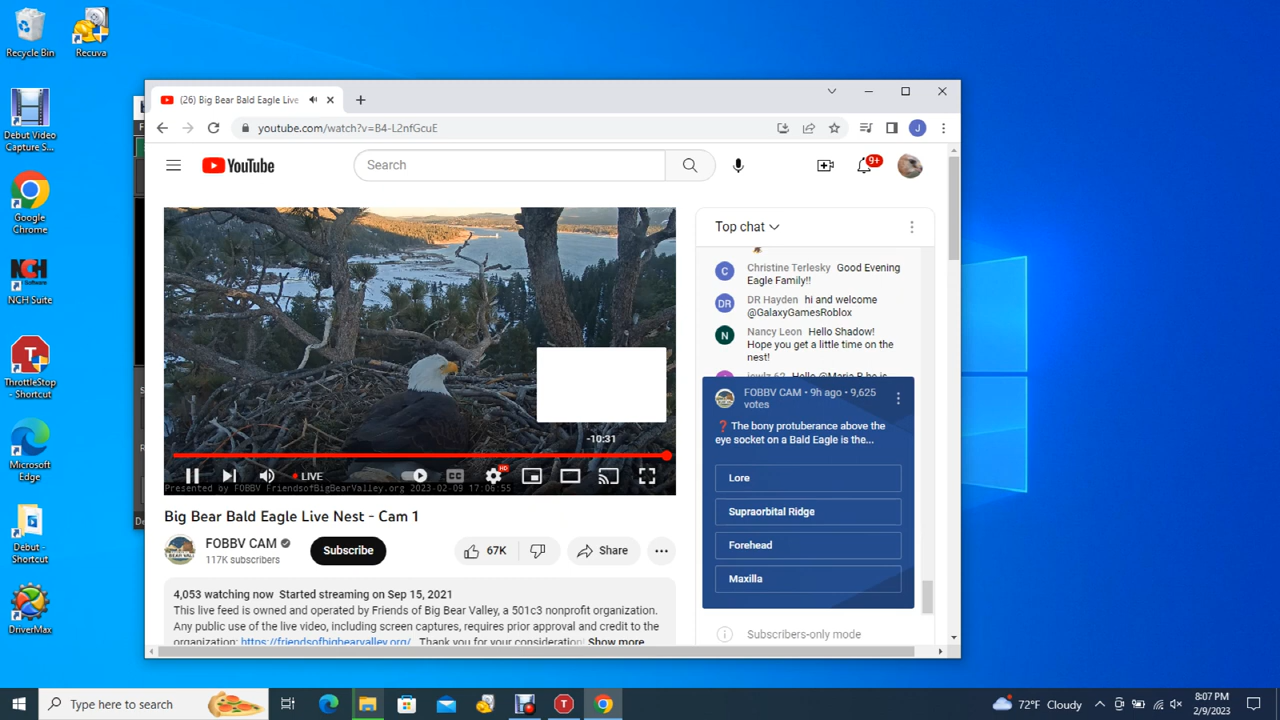 Recycle Bin
Recuva
Debut Video
Capture S...
Google
Chrome
NCH Suite
ThrottleStop
- Shortcut
Microsoft
Edge
Debut -
Shortcut
DriverMax
(26) Big Bear Bald Eagle Live
youtube.com/watch?v=B4-L2nfGcuE
J
YouTube
Search
9+
-10:31
LIVE
CC
HD
Presented by FOBBV FriendsofBigBearValley.org 2023-02-09 17:06:55
Big Bear Bald Eagle Live Nest - Cam 1
FOBBV CAM
117K subscribers
Subscribe
67K
Share
4,053 watching now Started streaming on Sep 15, 2021
This live feed is owned and operated by Friends of Big Bear Valley, a 501c3 nonprofit organization.
Any public use of the live video, including screen captures, requires prior approval and credit to the
organization: https://friendsofbigbearvalley.org/ Thank you for your consideration! Show more
Top chat
C
Christine Terlesky Good Evening
Eagle Family!!
DR
DR Hayden hi and welcome
@GalaxyGamesRoblox
N
Nancy Leon Hello Shadow!
Hope you get a little time on the
nest!
FOBBV CAM • 9h ago • 9,625
votes
❓The bony protuberance above the
eye socket on a Bald Eagle is the...
Lore
Supraorbital Ridge
Forehead
Maxilla
Subscribers-only mode
Type here to search
72°F Cloudy
8:07 PM
2/9/2023